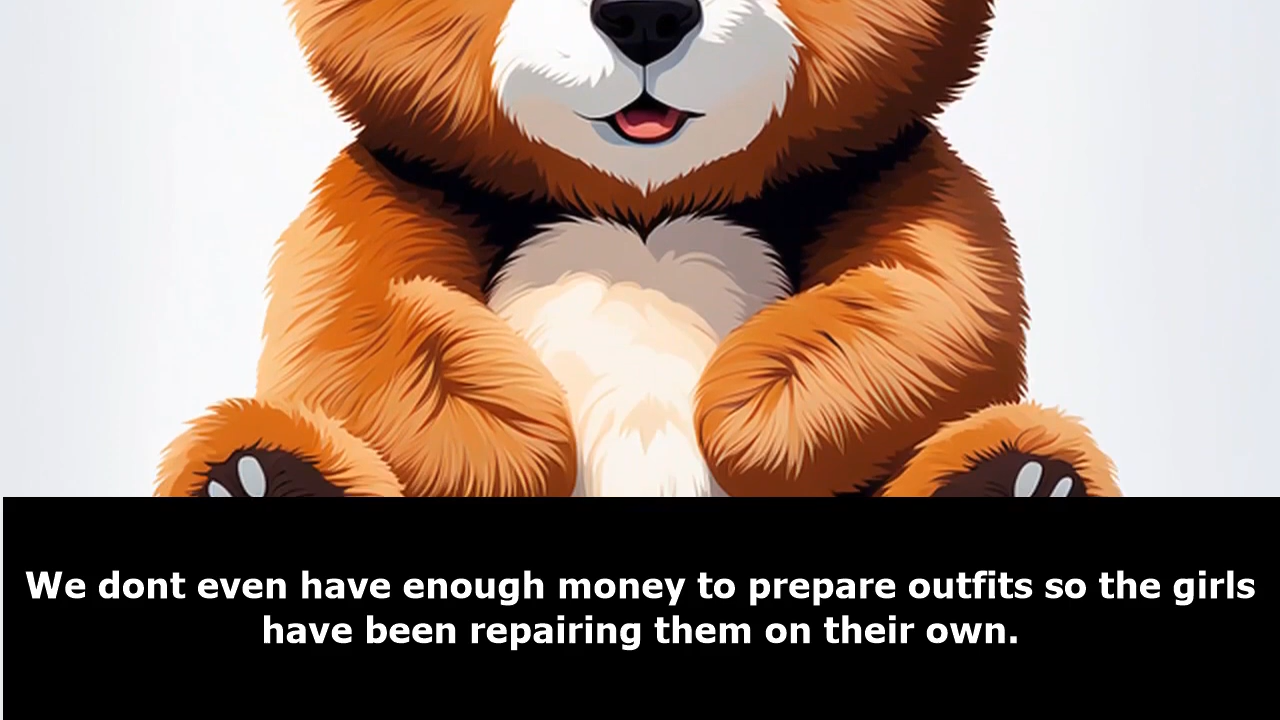 We dont even have enough money to prepare outfits so the girls
have been repairing them on their own.